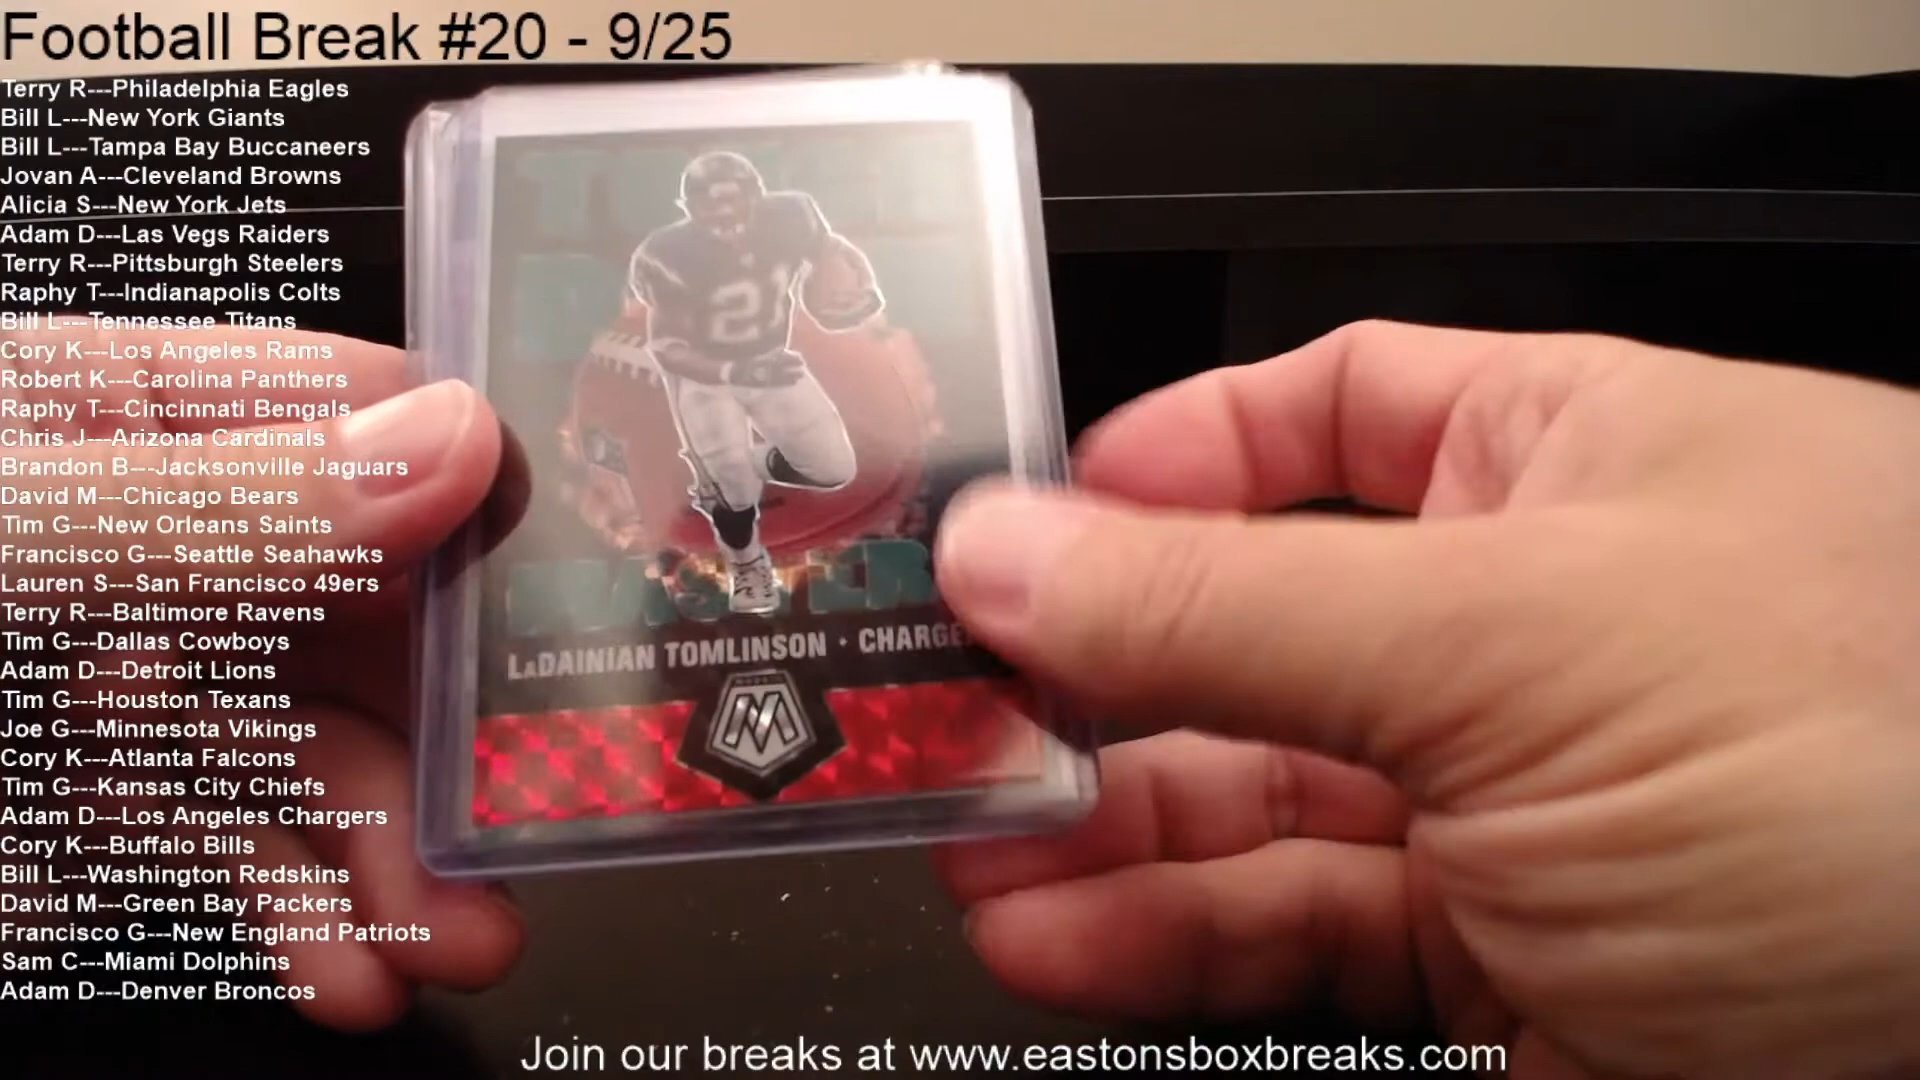 Football Break #20 - 9/25
Terry R---Philadelphia Eagles
Bill L---New York Giants
Bill L---Tampa Bay Buccaneers
Jovan A---Cleveland Browns
Alicia S---New York Jets
Adam D---Las Vegs Raiders
Terry R---Pittsburgh Steelers
Raphy T---Indianapolis Colts
Bill L---Tennessee Titans
Cory K---Los Angeles Rams
Robert K---Carolina Panthers
Raphy T---Cincinnati Bengals
Chris J---Arizona Cardinals
Brandon B---Jacksonville Jaguars
David M---Chicago Bears
Tim G---New Orleans Saints
Francisco G---Seattle Seahawks
Lauren S---San Francisco 49ers
Terry R---Baltimore Ravens
Tim G---Dallas Cowboys
Adam D---Detroit Lions
Tim G---Houston Texans
Joe G---Minnesota Vikings
Cory K---Atlanta Falcons
Tim G---Kansas City Chiefs
Adam D---Los Angeles Chargers
Cory K---Buffalo Bills
Bill L---Washington Redskins
David M---Green Bay Packers
Francisco G---New England Patriots
Sam C---Miami Dolphins
Adam D---Denver Broncos
21
LADAINIAN TOMLINSON · CHARGE
M
Join our breaks at www.eastonsboxbreaks.com